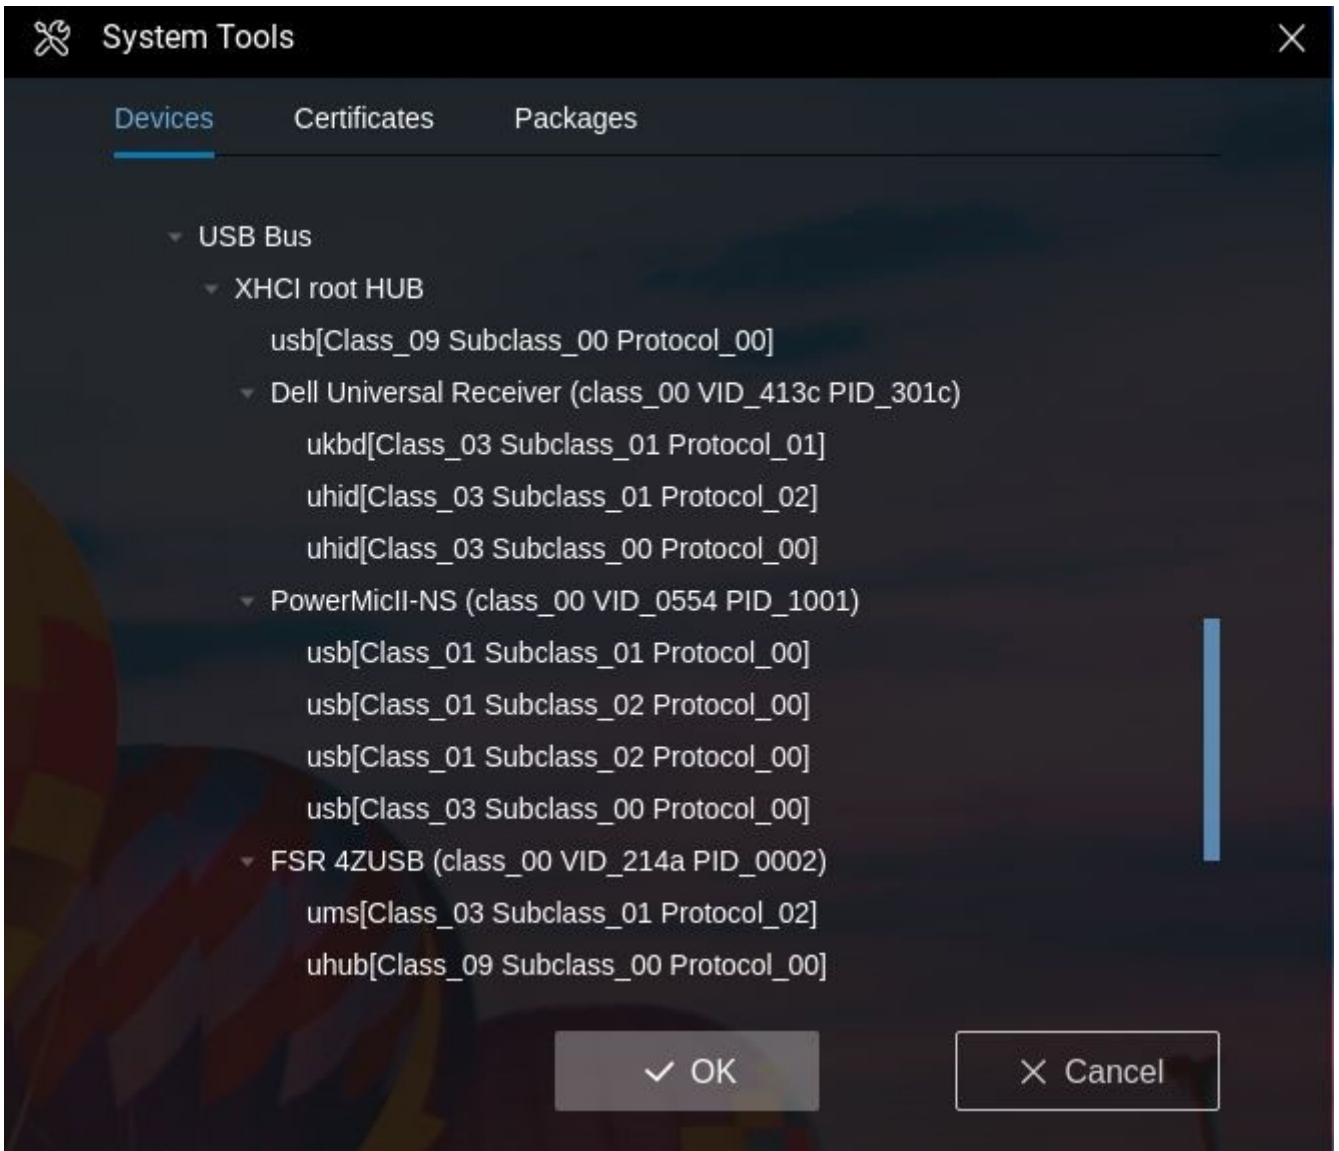 System Tools
Devices Certificates Packages
USB Bus
XHCI root HUB
usb[Class_09 Subclass_00 Protocol_00]
Dell Universal Receiver (class_00 VID_413c PID_301c)
ukbd[Class_03 Subclass_01 Protocol_01]
uhid[Class_03 Subclass_01 Protocol_02]
uhid[Class_03 Subclass_00 Protocol_00]
PowerMicII-NS (class_00 VID_0554 PID_1001)
usb[Class_01 Subclass_01 Protocol_00]
usb[Class_01 Subclass_02 Protocol_00]
usb[Class_01 Subclass_02 Protocol_00]
usb[Class_03 Subclass_00 Protocol_00]
FSR 4ZUSB (class_00 VID_214a PID_0002)
ums[Class_03 Subclass_01 Protocol_02]
uhub[Class_09 Subclass_00 Protocol_00]
OK Cancel